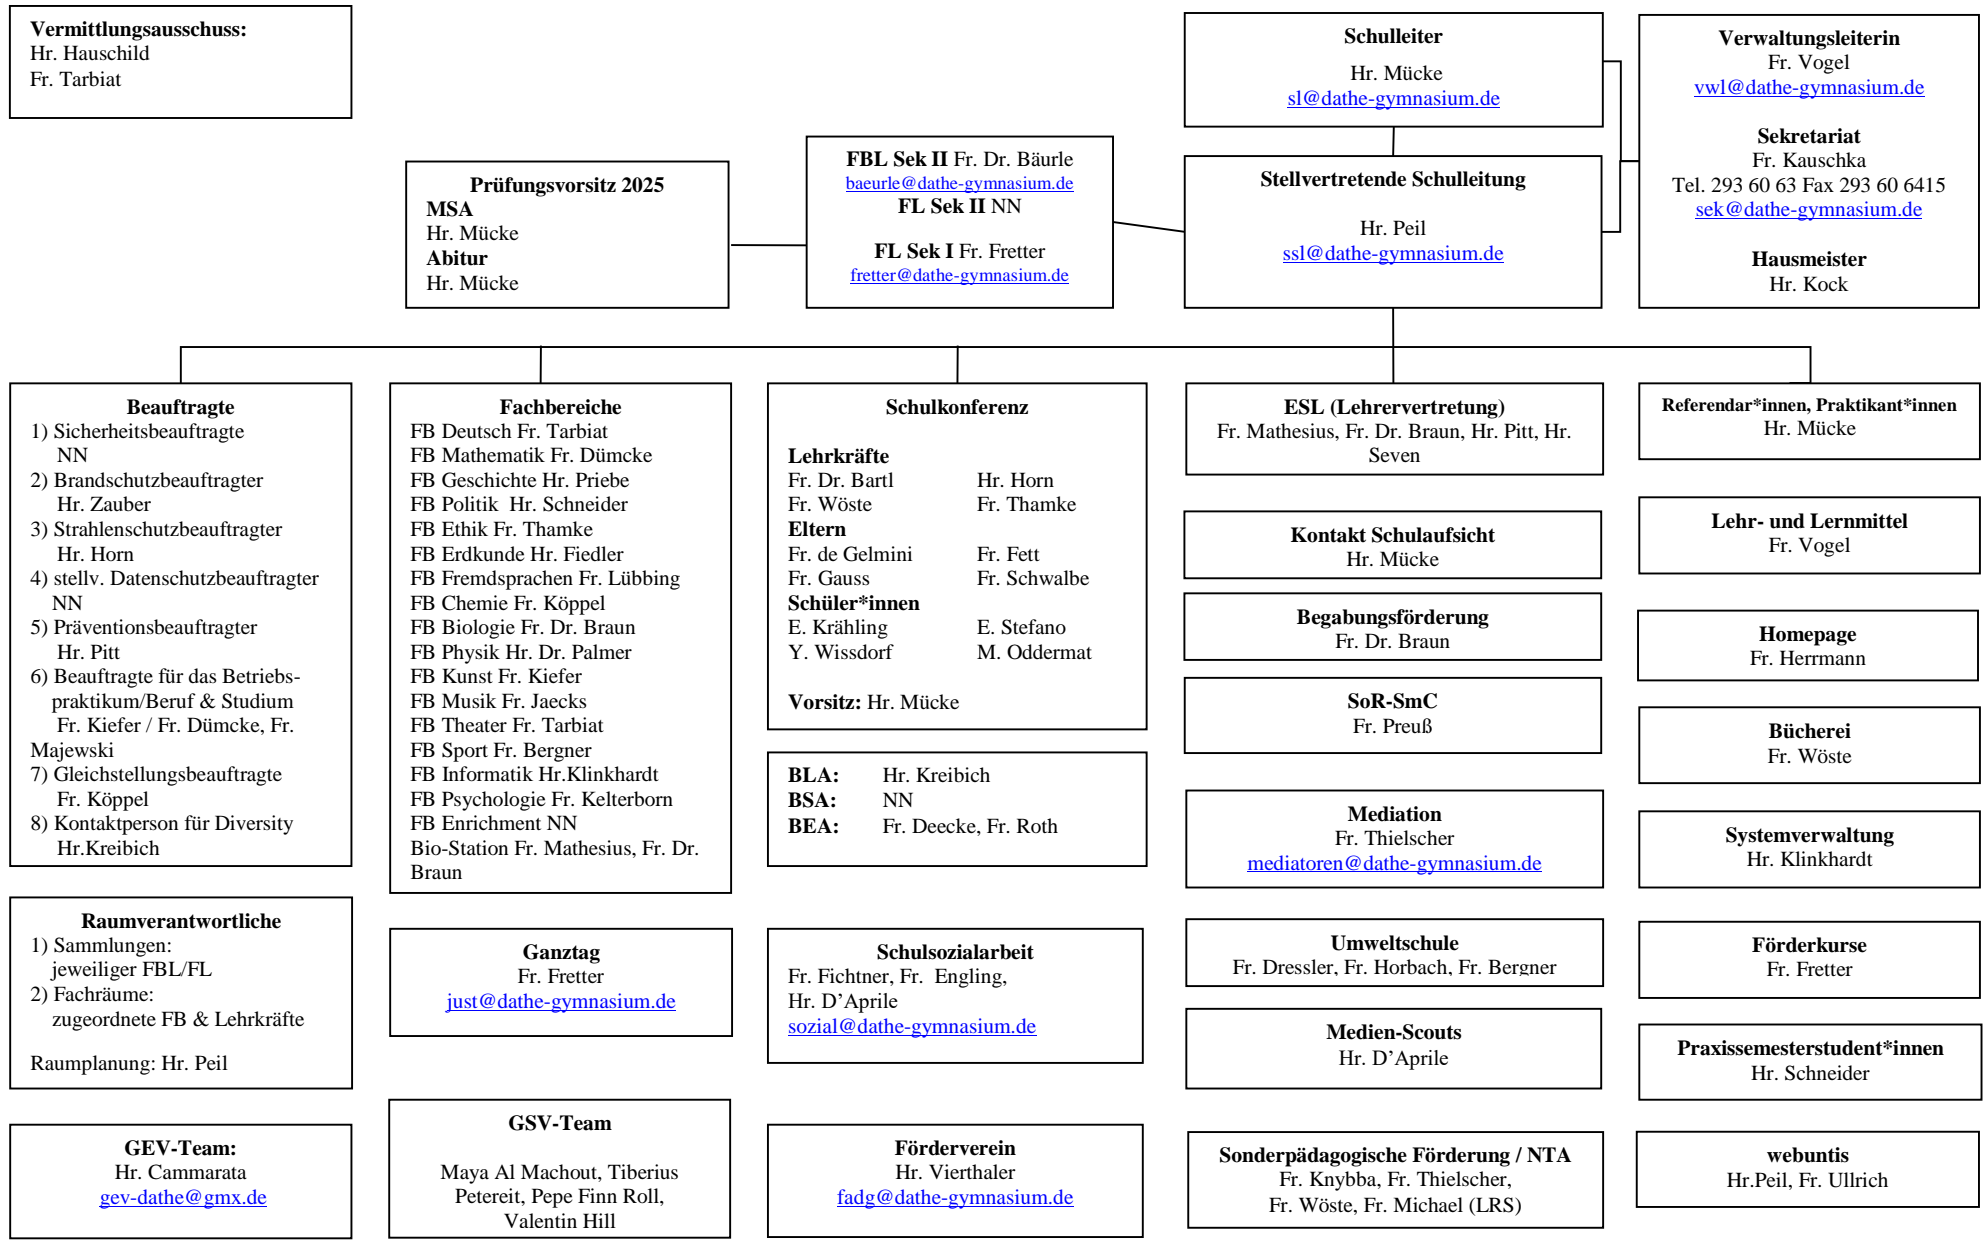 Vermittlungsausschuss:
Hr. Hauschild
Fr. Tarbiat
Prüfungsvorsitz 2025
MSA
Hr. Mücke
Abitur
Hr. Mücke
FBL Sek II Fr. Dr. Bäurle
baeurle@dathe-gymnasium.de
FL Sek II NN
FL Sek I Fr. Fretter
fretter@dathe-gymnasium.de
Schulleiter
Hr. Mücke
sl@dathe-gymnasium.de
Stellvertretende Schulleitung
Hr. Peil
ssl@dathe-gymnasium.de
Verwaltungsleiterin
Fr. Vogel
vwl@dathe-gymnasium.de
Sekretariat
Fr. Kauschka
Tel. 293 60 63 Fax 293 60 6415
sek@dathe-gymnasium.de
Hausmeister
Hr. Kock
Beauftragte
1) Sicherheitsbeauftragte
NN
2) Brandschutzbeauftragter
Hr. Zauber
3) Strahlenschutzbeauftragter
Hr. Horn
4) stellv. Datenschutzbeauftragter
NN
5) Präventionsbeauftragter
Hr. Pitt
6) Beauftragte für das Betriebs-
praktikum/Beruf & Studium
Fr. Kiefer / Fr. Dümcke, Fr.
Majewski
7) Gleichstellungsbeauftragte
Fr. Köppel
8) Kontaktperson für Diversity
Hr.Kreibich
Raumverantwortliche
1) Sammlungen:
jeweiliger FBL/FL
2) Fachräume:
zugeordnete FB & Lehrkräfte
Raumplanung: Hr. Peil
GEV-Team:
Hr. Cammarata
gev-dathe@gmx.de
Fachbereiche
FB Deutsch Fr. Tarbiat
FB Mathematik Fr. Dümcke
FB Geschichte Hr. Priebe
FB Politik  Hr. Schneider
FB Ethik Fr. Thamke
FB Erdkunde Hr. Fiedler
FB Fremdsprachen Fr. Lübbing
FB Chemie Fr. Köppel
FB Biologie Fr. Dr. Braun
FB Physik Hr. Dr. Palmer
FB Kunst Fr. Kiefer
FB Musik Fr. Jaecks
FB Theater Fr. Tarbiat
FB Sport Fr. Bergner
FB Informatik Hr.Klinkhardt
FB Psychologie Fr. Kelterborn
FB Enrichment NN
Bio-Station Fr. Mathesius, Fr. Dr.
Braun
Ganztag
Fr. Fretter
just@dathe-gymnasium.de
GSV-Team
Maya Al Machout, Tiberius
Petereit, Pepe Finn Roll,
Valentin Hill
Schulkonferenz
Lehrkräfte
Fr. Dr. Bartl Hr. Horn
Fr. Wöste Fr. Thamke
Eltern
Fr. de Gelmini Fr. Fett
Fr. Gauss Fr. Schwalbe
Schüler*innen
E. Krähling E. Stefano
Y. Wissdorf M. Oddermat
Vorsitz: Hr. Mücke
BLA: Hr. Kreibich
BSA: NN
BEA: Fr. Deecke, Fr. Roth
Schulsozialarbeit
Fr. Fichtner, Fr.  Engling,
Hr. D’Aprile
sozial@dathe-gymnasium.de
Förderverein
Hr. Vierthaler
fadg@dathe-gymnasium.de
ESL (Lehrervertretung)
Fr. Mathesius, Fr. Dr. Braun, Hr. Pitt, Hr.
Seven
Kontakt Schulaufsicht
Hr. Mücke
Begabungsförderung
Fr. Dr. Braun
SoR-SmC
Fr. Preuß
Mediation
Fr. Thielscher
mediatoren@dathe-gymnasium.de
Umweltschule
Fr. Dressler, Fr. Horbach, Fr. Bergner
Medien-Scouts
Hr. D’Aprile
Sonderpädagogische Förderung / NTA
Fr. Knybba, Fr. Thielscher,
Fr. Wöste, Fr. Michael (LRS)
Referendar*innen, Praktikant*innen
Hr. Mücke
Lehr- und Lernmittel
Fr. Vogel
Homepage
Fr. Herrmann
Bücherei
Fr. Wöste
Systemverwaltung
Hr. Klinkhardt
Förderkurse
Fr. Fretter
Praxissemesterstudent*innen
Hr. Schneider
webuntis
Hr.Peil, Fr. Ullrich